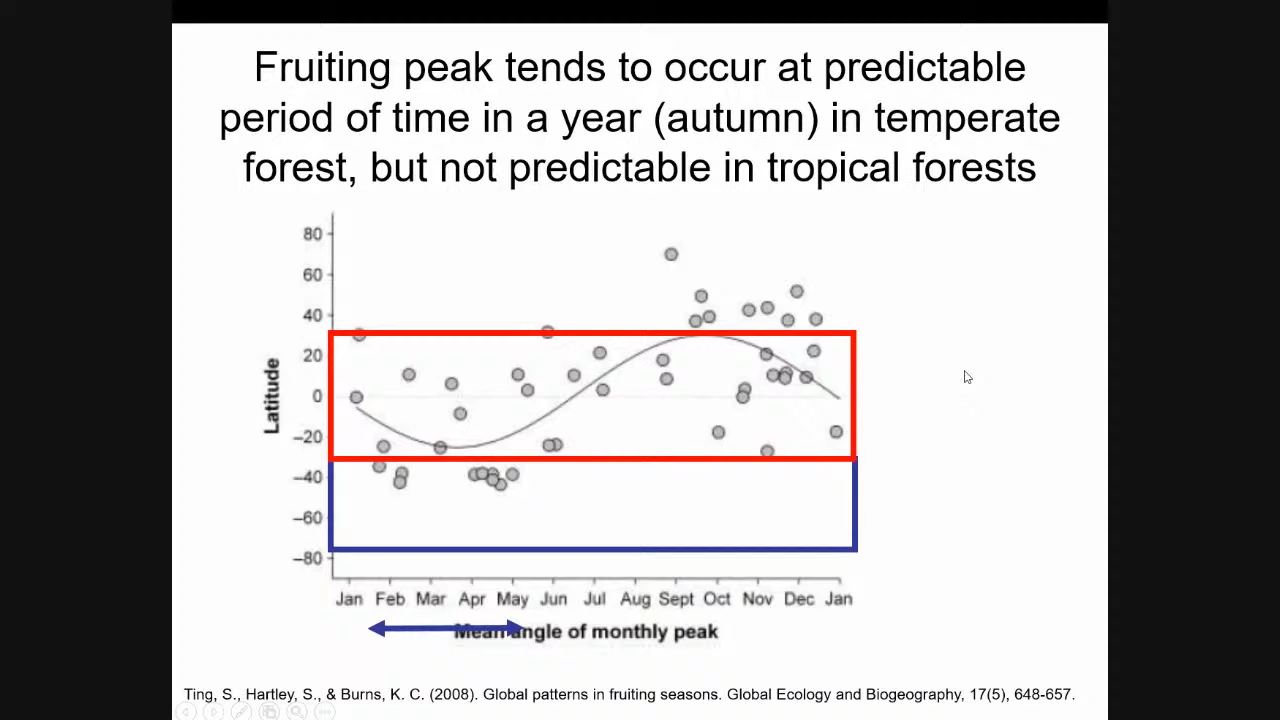 Fruiting peak tends to occur at predictable
period of time in a year (autumn) in temperate
forest, but not predictable in tropical forests
80
60
40
20
0
–20
–40
–60
–80
Latitude
Jan Feb Mar Apr May Jun Jul Aug Sept Oct Nov Dec Jan
Mean angle of monthly peak
Ting, S., Hartley, S., & Burns, K. C. (2008). Global patterns in fruiting seasons. Global Ecology and Biogeography, 17(5), 648-657.